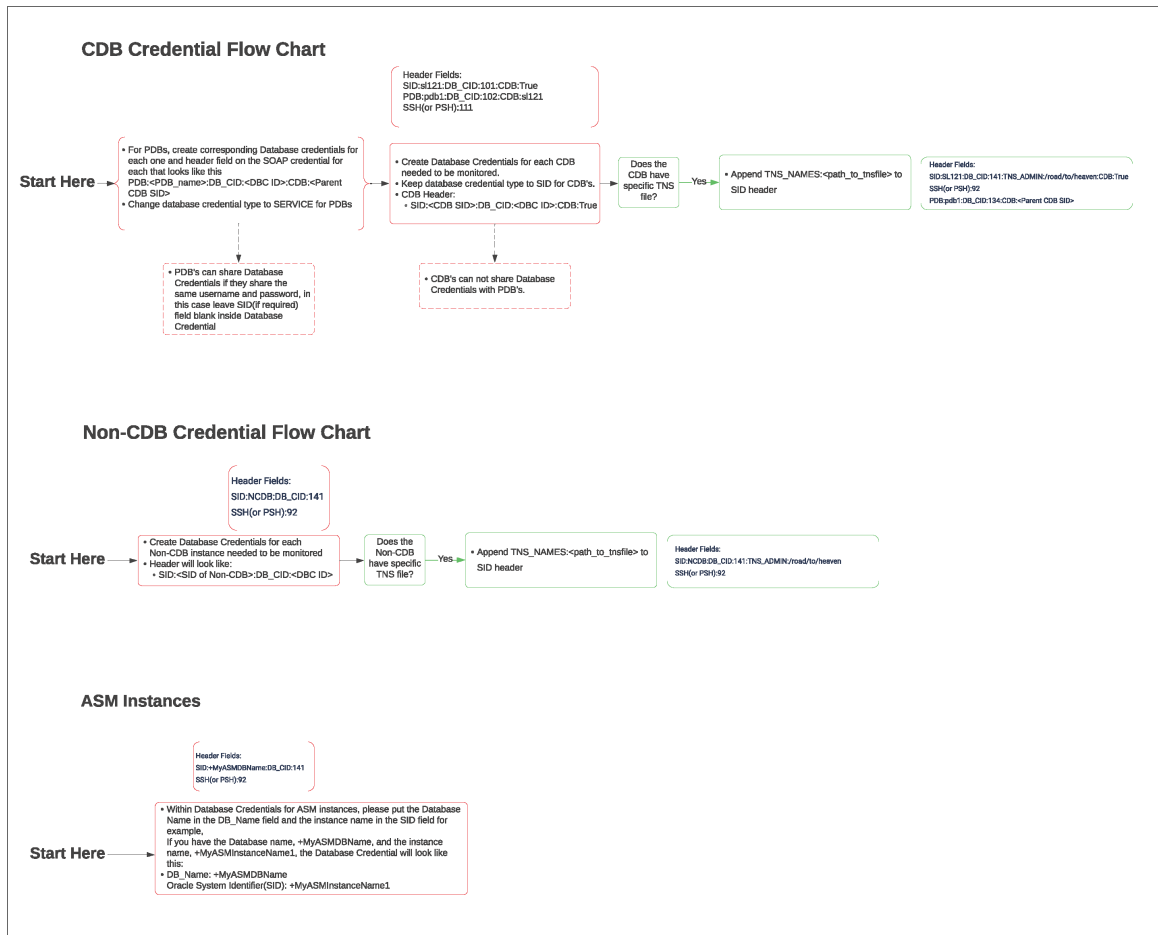 CDB Credential Flow Chart
Header Fields:
SID:sl121:DB_CID:101:CDB:True
PDB:pdb1:DB_CID:102:CDB:sl121
SSH(or PSH):111
Start Here
• For PDBs, create corresponding Database credentials for
each one and header field on the SOAP credential for
each that looks like this
PDB:<PDB_name>:DB_CID:<DBC ID>:CDB:<Parent
CDB SID>
• Change database credential type to SERVICE for PDBs
• Create Database Credentials for each CDB
needed to be monitored.
• Keep database credential type to SID for CDB's.
• CDB Header:
• SID:<CDB SID>:DB_CID:<DBC ID>:CDB:True
Does the
CDB have
specific TNS
file?
Yes
• Append TNS_NAMES:<path_to_tnsfile> to
SID header
Header Fields:
SID:SL121:DB_CID:141:TNS_ADMIN:/road/to/heaven:CDB:True
SSH(or PSH):92
PDB:pdb1:DB_CID:134:CDB:<Parent CDB SID>
• PDB's can share Database
Credentials if they share the
same username and password, in
this case leave SID(if required)
field blank inside Database
Credential
• CDB's can not share Database
Credentials with PDB's.
Non-CDB Credential Flow Chart
Header Fields:
SID:NCDB:DB_CID:141
SSH(or PSH):92
Start Here
• Create Database Credentials for each
Non-CDB instance needed to be monitored
• Header will look like:
• SID:<SID of Non-CDB>:DB_CID:<DBC ID>
Does the
Non-CDB
have specific
TNS file?
Yes
• Append TNS_NAMES:<path_to_tnsfile> to
SID header
Header Fields:
SID:NCDB:DB_CID:141:TNS_ADMIN:/road/to/heaven
SSH(or PSH):92
ASM Instances
Header Fields:
SID:+MyASMDBName:DB_CID:141
SSH(or PSH):92
Start Here
• Within Database Credentials for ASM instances, please put the Database
Name in the DB_Name field and the instance name in the SID field for
example,
If you have the Database name, +MyASMDBName, and the instance
name, +MyASMInstanceName1, the Database Credential will look like
this:
• DB_Name: +MyASMDBName
Oracle System Identifier(SID): +MyASMInstanceName1